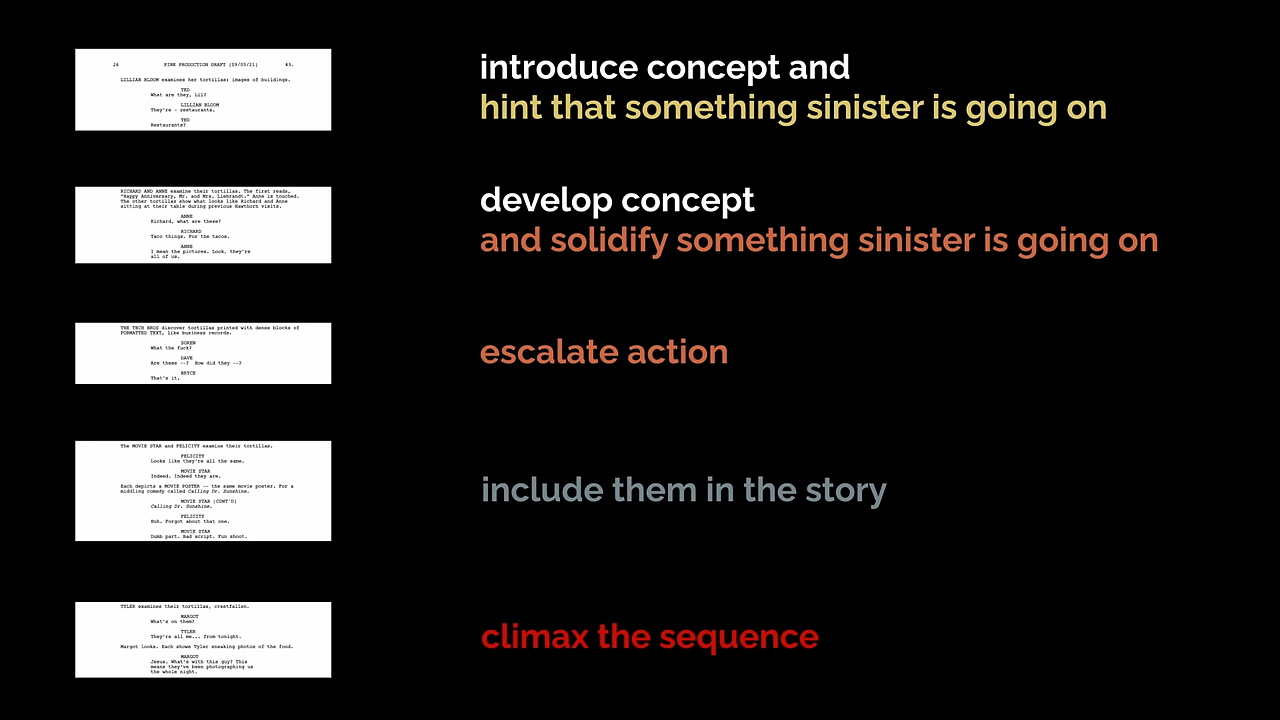 26 PINK PRODUCTION DRAFT (09/05/21) 43.
LILLIAN BLOOM examines her tortillas: images of buildings.
TED
What are they, Lil?
LILLIAN BLOOM
They're - restaurants.
TED
Restaurants?
introduce concept and
hint that something sinister is going on
RICHARD AND ANNE examine their tortillas. The first reads,
"Happy Anniversary, Mr. and Mrs. Liebrandt." Anne is touched.
The other tortillas show what looks like Richard and Anne
sitting at their table during previous Hawthorn visits.
ANNE
Richard, what are these?
RICHARD
Taco things. For the tacos.
ANNE
I mean the pictures. Look, they're
all of us.
develop concept
and solidify something sinister is going on
THE TECH BROS discover tortillas printed with dense blocks of
FORMATTED TEXT, like business records.
SOREN
What the fuck?
DAVE
Are these --? How did they --?
BRYCE
That's it.
escalate action
The MOVIE STAR and FELICITY examine their tortillas.
FELICITY
Looks like they're all the same.
MOVIE STAR
Indeed. Indeed they are.
Each depicts a MOVIE POSTER -- the same movie poster. For a
middling comedy called Calling Dr. Sunshine.
MOVIE STAR (CONT'D)
Calling Dr. Sunshine.
FELICITY
Huh. Forgot about that one.
MOVIE STAR
Dumb part. Bad script. Fun shoot.
include them in the story
TYLER examines their tortillas, crestfallen.
MARGOT
What's on them?
TYLER
They're all me... from tonight.
Margot looks. Each shows Tyler sneaking photos of the food.
MARGOT
Jesus. What's with this guy? This
means they've been photographing us
the whole night.
climax the sequence